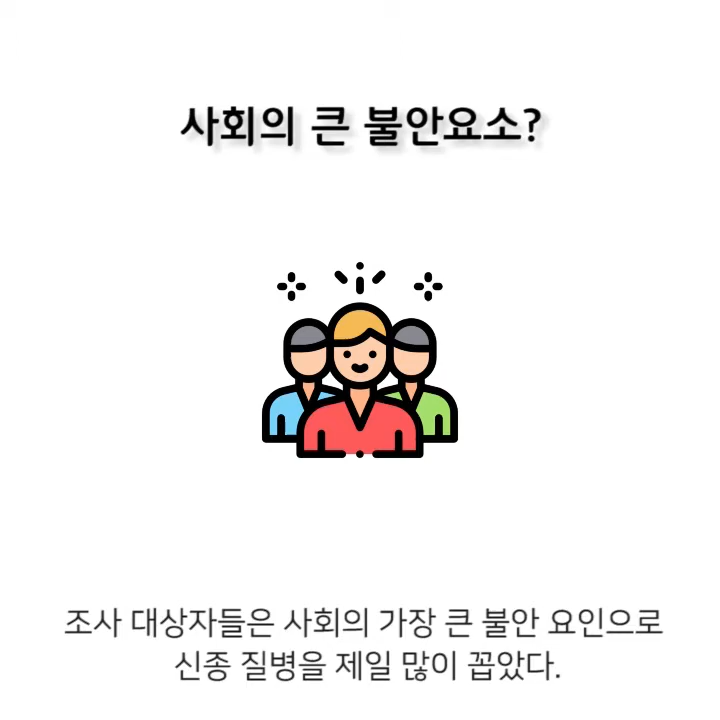 사회의 큰 불안요소?
조사 대상자들은 사회의 가장 큰 불안 요인으로
신종 질병을 제일 많이 꼽았다.